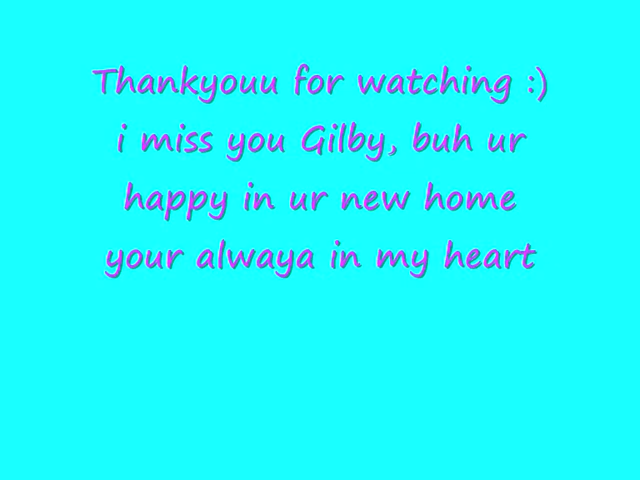 Thankyouu for watching :)
i miss you Gilby, buh ur
happy in ur new home
your alwaya in my heart